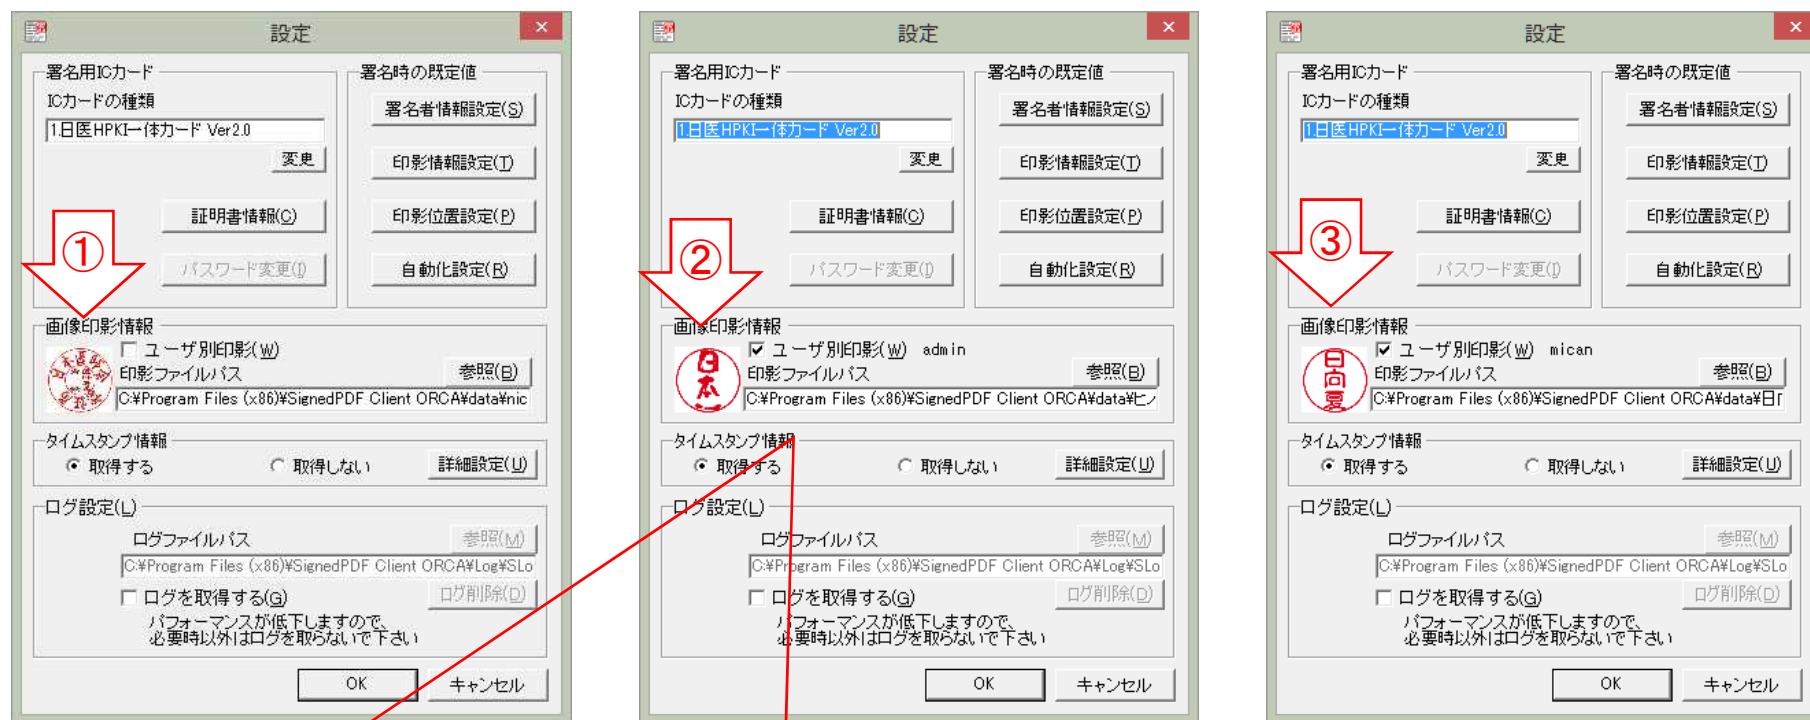 設定
署名用ICカード
ICカードの種類
1.日医HPKI一体カード Ver2.0
変更
証明書情報(C)
パスワード変更(I)
署名時の既定値
署名者情報設定(S)
印影情報設定(T)
印影位置設定(P)
自動化設定(R)
①
画像印影情報
ユーザ別印影(W)
印影ファイルパス
参照(B)
C:¥Program Files (x86)¥SignedPDF Client ORCA¥data¥nic
タイムスタンプ情報
取得する
取得しない
詳細設定(U)
ログ設定(L)
ログファイルパス
参照(M)
C:¥Program Files (x86)¥SignedPDF Client ORCA¥Log¥SLo
ログを取得する(G)
ログ削除(D)
パフォーマンスが低下しますので、
必要時以外はログを取らないで下さい
OK
キャンセル
設定
署名用ICカード
ICカードの種類
1.日医HPKI一体カード Ver2.0
変更
証明書情報(C)
パスワード変更(I)
署名時の既定値
署名者情報設定(S)
印影情報設定(T)
印影位置設定(P)
自動化設定(R)
②
画像印影情報
ユーザ別印影(W) admin
日本一
印影ファイルパス
参照(B)
C:¥Program Files (x86)¥SignedPDF Client ORCA¥data¥ヒノ
タイムスタンプ情報
取得する
取得しない
詳細設定(U)
ログ設定(L)
ログファイルパス
参照(M)
C:¥Program Files (x86)¥SignedPDF Client ORCA¥Log¥SLo
ログを取得する(G)
ログ削除(D)
パフォーマンスが低下しますので、
必要時以外はログを取らないで下さい
OK
キャンセル
設定
署名用ICカード
ICカードの種類
1.日医HPKI一体カード Ver2.0
変更
証明書情報(C)
パスワード変更(I)
署名時の既定値
署名者情報設定(S)
印影情報設定(T)
印影位置設定(P)
自動化設定(R)
③
画像印影情報
ユーザ別印影(W) mican
日向夏
印影ファイルパス
参照(B)
C:¥Program Files (x86)¥SignedPDF Client ORCA¥data¥日
タイムスタンプ情報
取得する
取得しない
詳細設定(U)
ログ設定(L)
ログファイルパス
参照(M)
C:¥Program Files (x86)¥SignedPDF Client ORCA¥Log¥SLo
ログを取得する(G)
ログ削除(D)
パフォーマンスが低下しますので、
必要時以外はログを取らないで下さい
OK
キャンセル